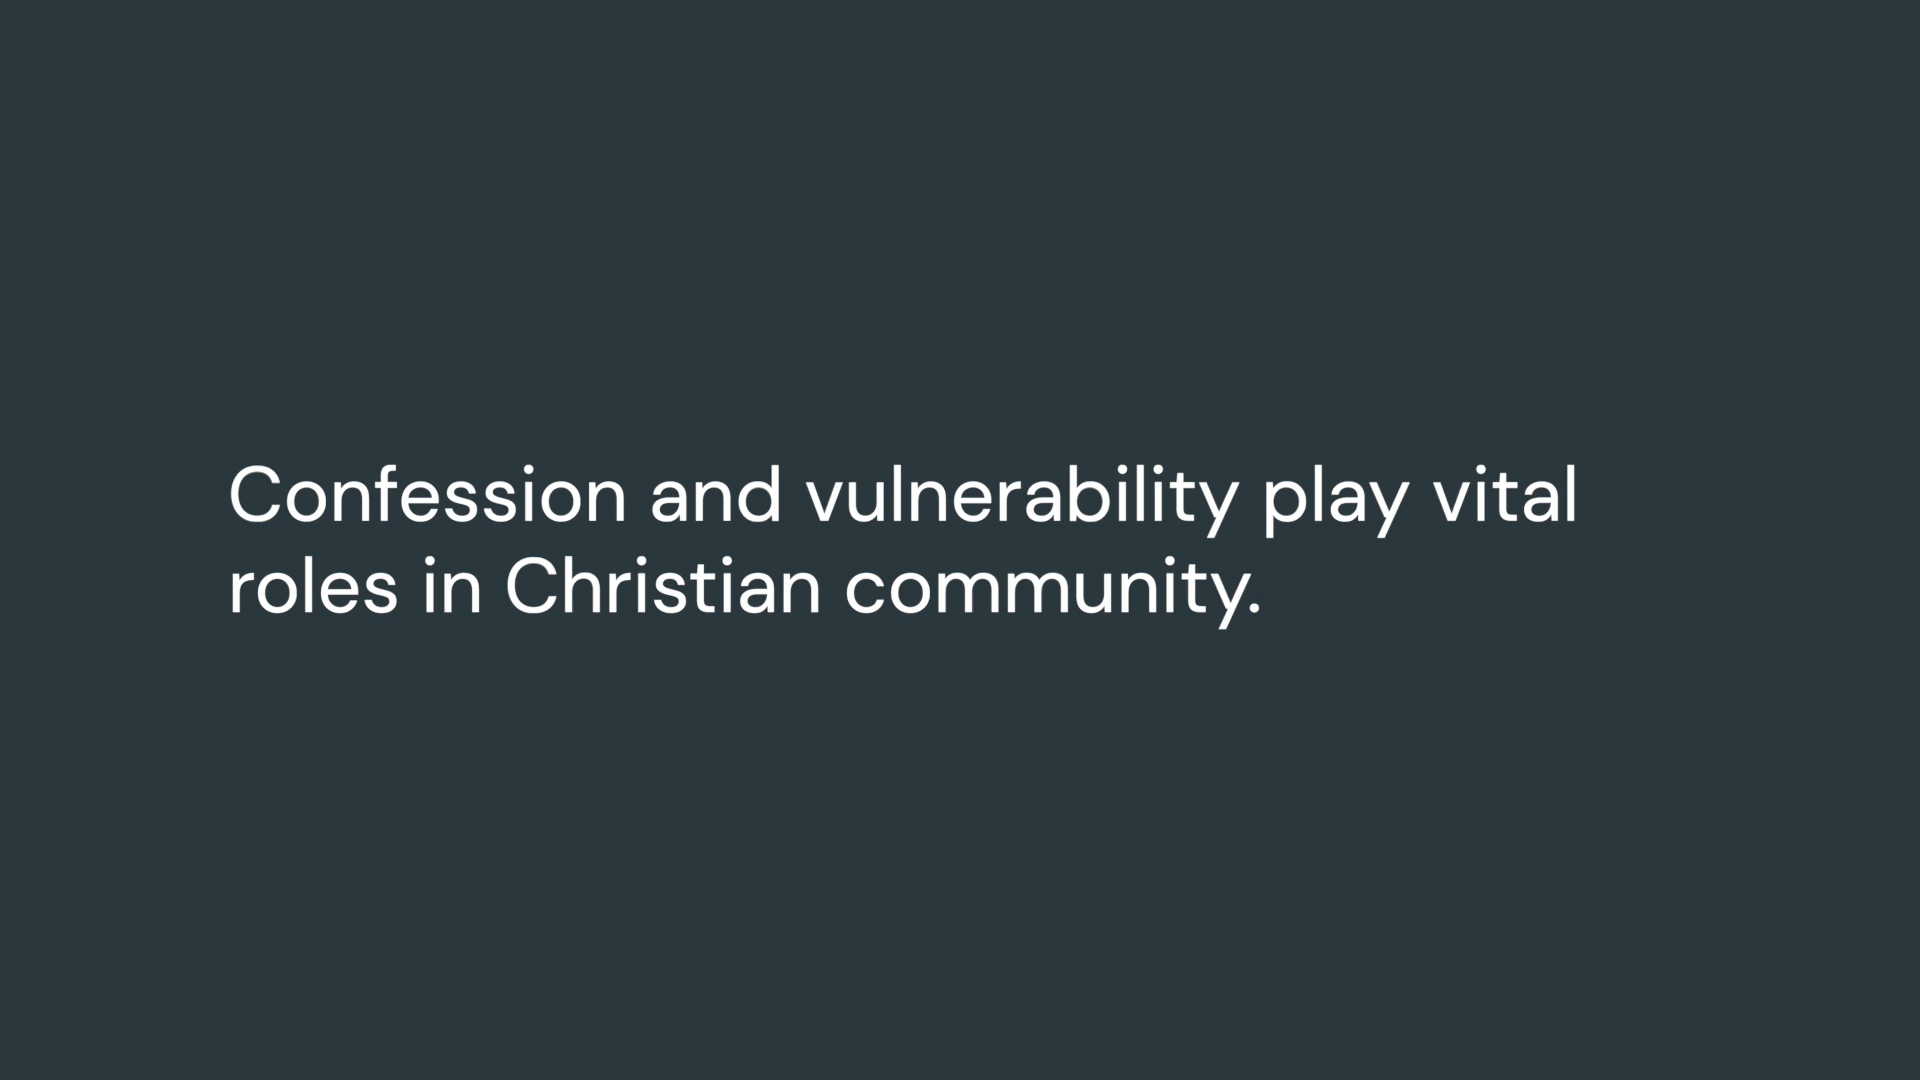 Confession and vulnerability play vital
roles in Christian community.